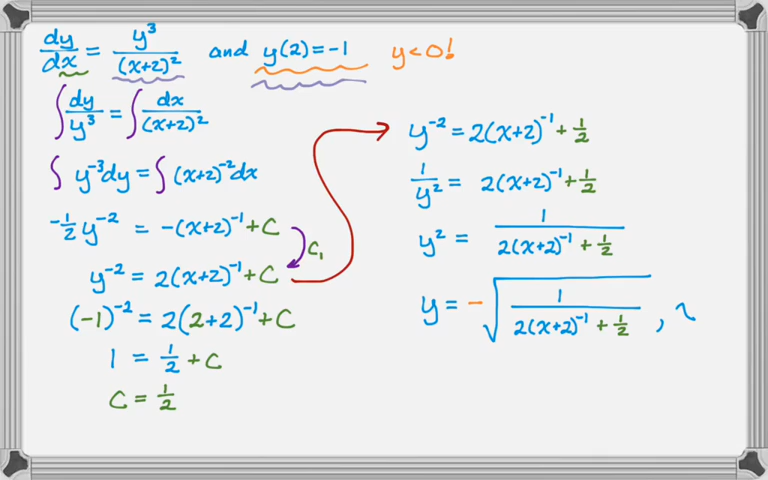 dy/dx = y³/(x+2)² and y(2)=-1 y<0!
∫ dy/y³ = ∫ dx/(x+2)²
∫ y⁻³dy = ∫ (x+2)⁻²dx
-½y⁻² = -(x+2)⁻¹+C
C₁
y⁻² = 2(x+2)⁻¹+C
(-1)⁻² = 2(2+2)⁻¹+C
1 = ½ + C
C = ½
y⁻² = 2(x+2)⁻¹+½
1/y² = 2(x+2)⁻¹+½
y² = 1/(2(x+2)⁻¹+½)
y = -√(1/(2(x+2)⁻¹+½)) ,